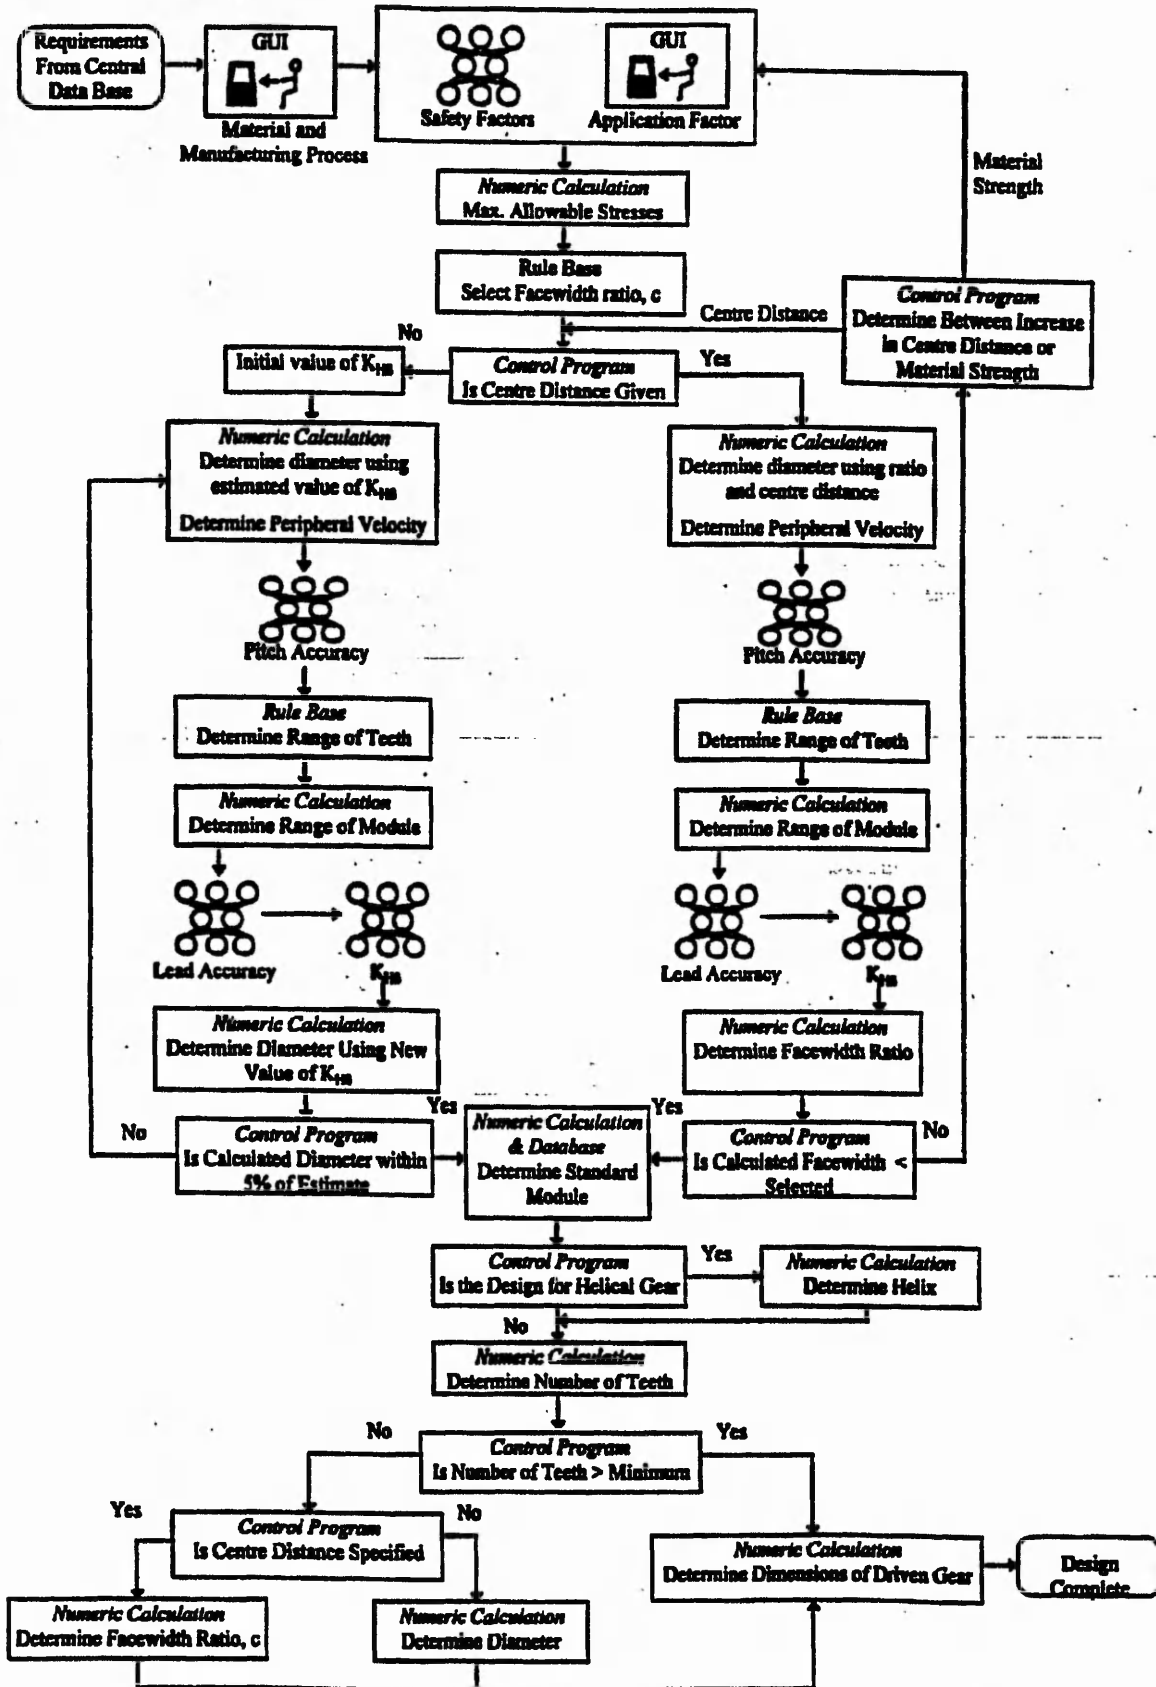 Requirements
From Central
Data Base
GUI
Material and
Manufacturing Process
Safety Factors
GUI
Application Factor
Material
Strength
Numeric Calculation
Max. Allowable Stresses
Rule Base
Select Facewidth ratio, c
Centre Distance
Control Program
Determine Between Increase
in Centre Distance or
Material Strength
No
Initial value of KHB
Control Program
Is Centre Distance Given
Yes
Numeric Calculation
Determine diameter using
estimated value of KHB
Determine Peripheral Velocity
Numeric Calculation
Determine diameter using ratio
and centre distance
Determine Peripheral Velocity
Pitch Accuracy
Pitch Accuracy
Rule Base
Determine Range of Teeth
Rule Base
Determine Range of Teeth
Numeric Calculation
Determine Range of Module
Numeric Calculation
Determine Range of Module
Lead Accuracy
KHB
Lead Accuracy
KHB
Numeric Calculation
Determine Diameter Using New
Value of KHB
Numeric Calculation
Determine Facewidth Ratio
No
Control Program
Is Calculated Diameter within
5% of Estimate
Yes
Numeric Calculation
& Database
Determine Standard
Module
Yes
Control Program
Is Calculated Facewidth <
Selected
No
Control Program
Is the Design for Helical Gear
Yes
Numeric Calculation
Determine Helix
No
Numeric Calculation
Determine Number of Teeth
No
Control Program
Is Number of Teeth > Minimum
Yes
Yes
Control Program
Is Centre Distance Specified
No
Numeric Calculation
Determine Dimensions of Driven Gear
Design
Complete
Numeric Calculation
Determine Facewidth Ratio, c
Numeric Calculation
Determine Diameter